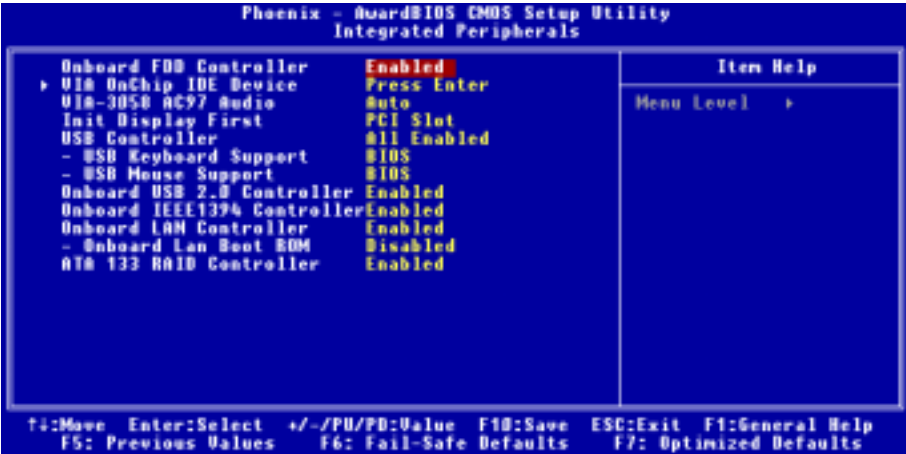 Phoenix - AwardBIOS CMOS Setup Utility
Integrated Peripherals
Onboard FDD Controller Enabled
VIA OnChip IDE Device Press Enter
VIA-3058 AC97 Audio Auto
Init Display First PCI Slot
USB Controller All Enabled
- USB Keyboard Support BIOS
- USB Mouse Support BIOS
Onboard USB 2.0 Controller Enabled
Onboard IEEE1394 Controller Enabled
Onboard LAN Controller Enabled
- Onboard Lan Boot ROM Disabled
ATA 133 RAID Controller Enabled
Item Help
Menu Level
↑↓:Move Enter:Select +/-/PU/PD:Value F10:Save ESC:Exit F1:General Help
F5: Previous Values F6: Fail-Safe Defaults F7: Optimized Defaults